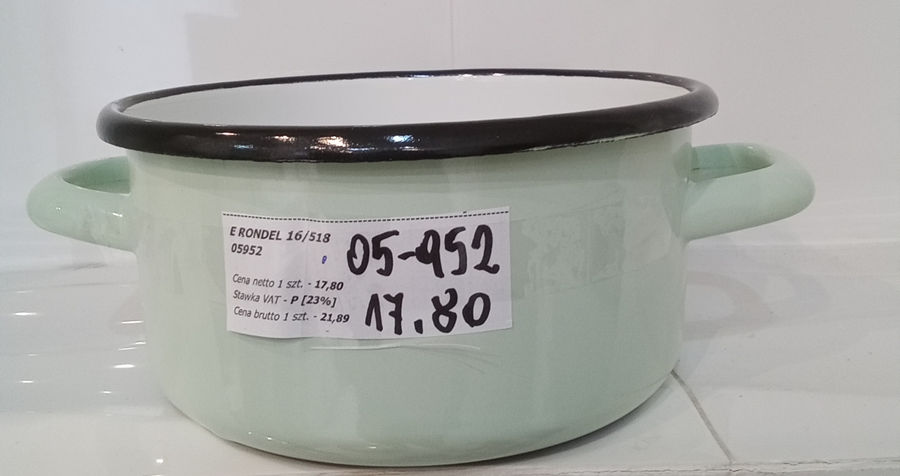 E RONDEL 16/518
05952
05-952
Cena netto 1 szt. - 17,80
Stawka VAT - P [23%]
Cena brutto 1 szt. - 21,89
17.80